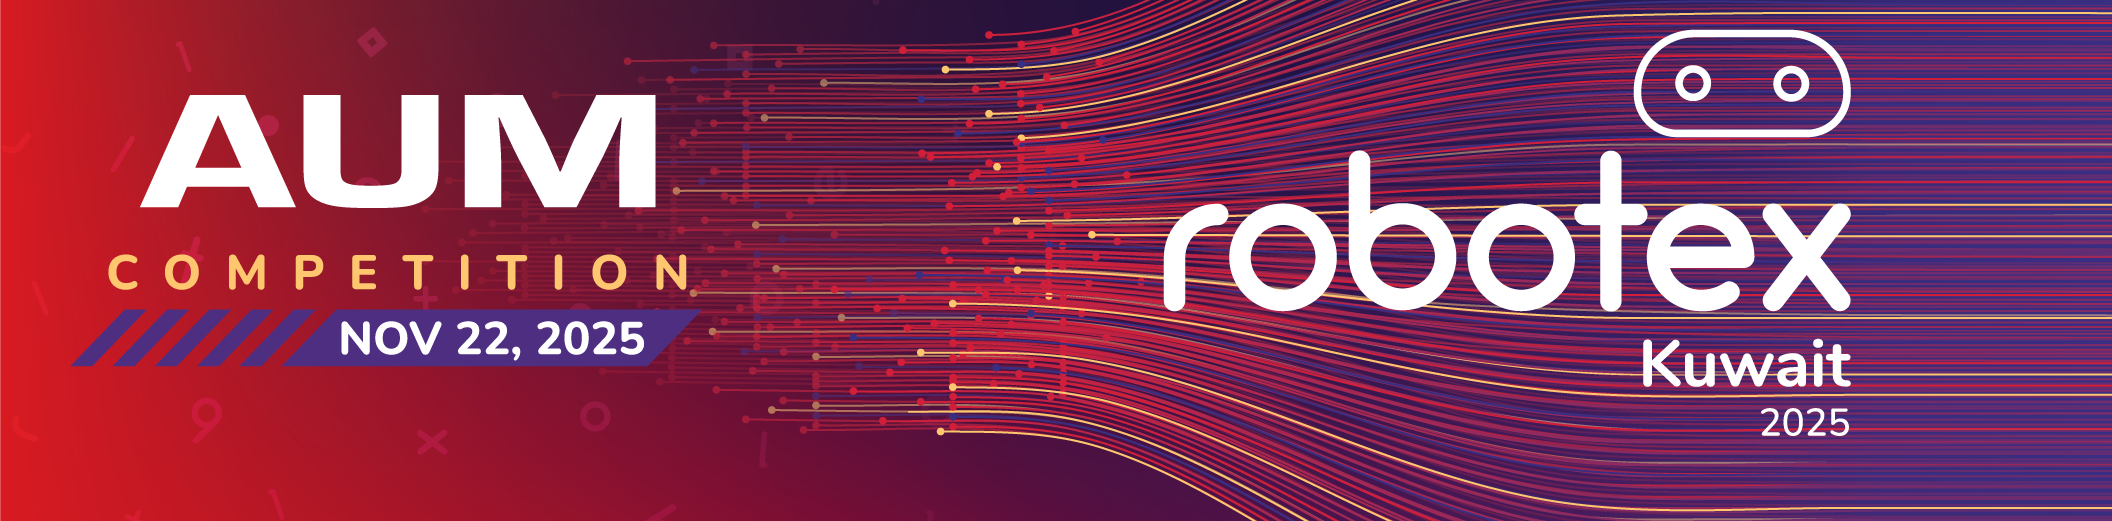 AUM
COMPETITION
NOV 22, 2025
robotex
Kuwait
2025